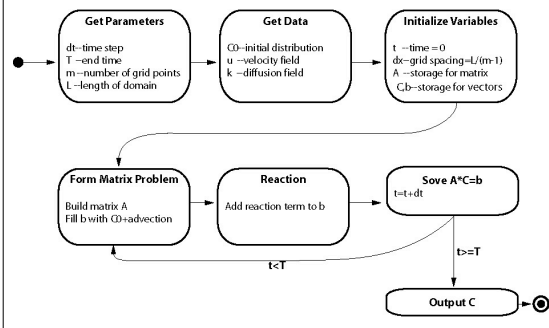 Get Parameters
dt--time step
T --end time
m--number of grid points
L--length of domain
Get Data
C0--initial distribution
u --velocity field
k --diffusion field
Initialize Variables
t --time = 0
dx--grid spacing=L/(m-1)
A --storage for matrix
C,b--storage for vectors
Form Matrix Problem
Build matrix A
Fill b with C0+advection
Reaction
Add reaction term to b
Sove A*C=b
t=t+dt
t<T
t>=T
Output C